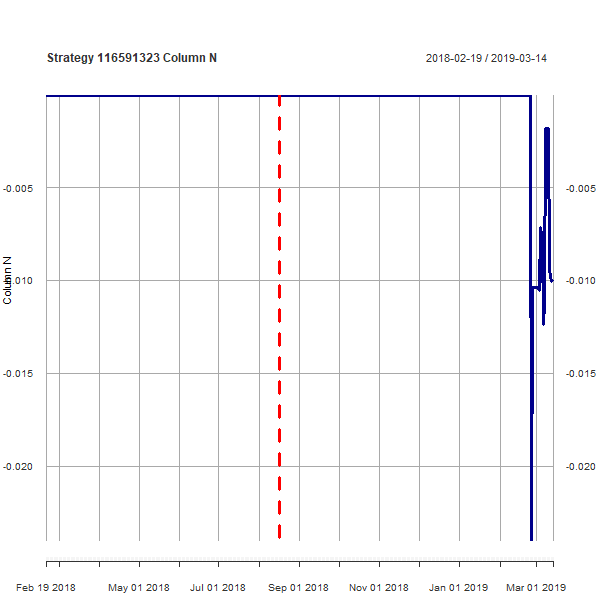 Strategy 116591323 Column N
2018-02-19 / 2019-03-14
Column N
-0.005
-0.005
-0.010
-0.010
-0.015
-0.015
-0.020
-0.020
Feb 19 2018
May 01 2018
Jul 01 2018
Sep 01 2018
Nov 01 2018
Jan 01 2019
Mar 01 2019